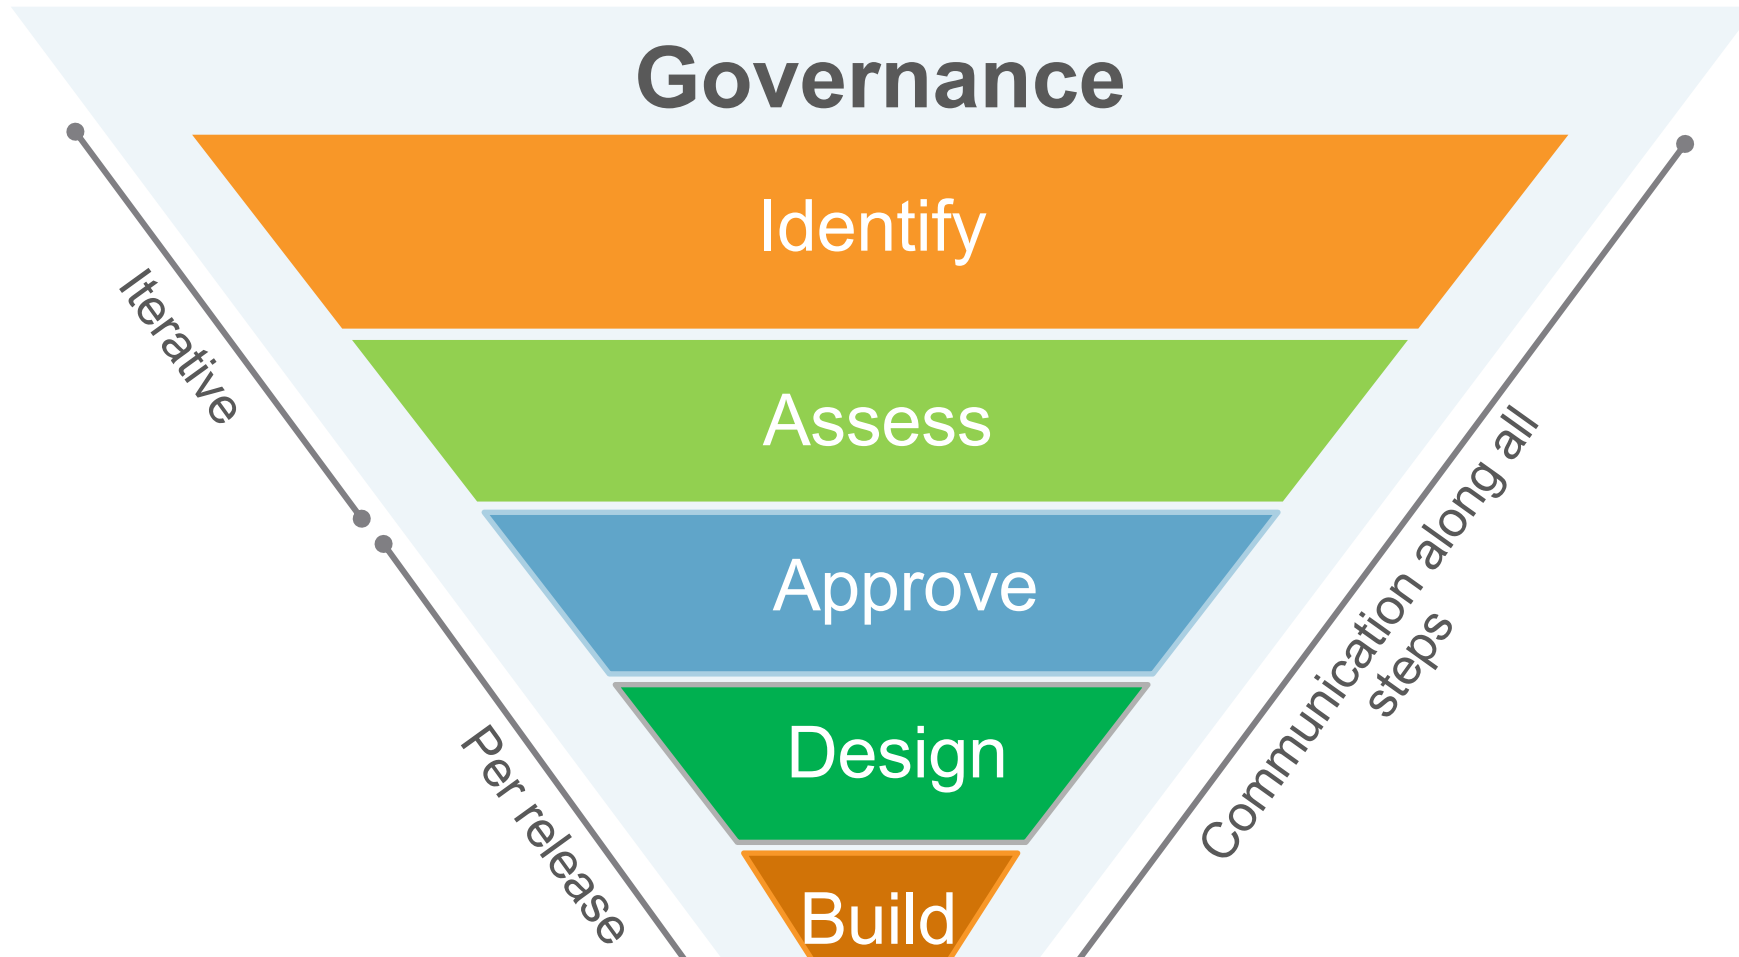 Governance
Identify
Iterative
Assess
Approve
Communication along all
steps
Design
Per release
Build